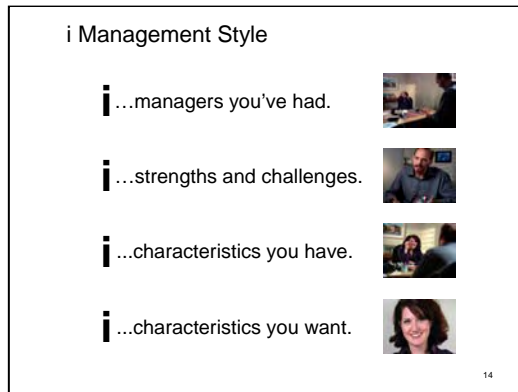 i Management Style
i …managers you've had.
i …strengths and challenges.
i ...characteristics you have.
i ...characteristics you want.
14